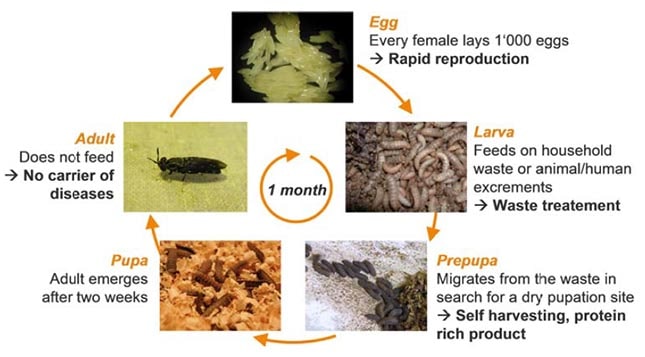 Egg
Every female lays 1'000 eggs
→ Rapid reproduction
Larva
Feeds on household
waste or animal/human
excrements
→ Waste treatement
Prepupa
Migrates from the waste in
search for a dry pupation site
→ Self harvesting, protein
rich product
Pupa
Adult emerges
after two weeks
Adult
Does not feed
→ No carrier of
diseases
1 month